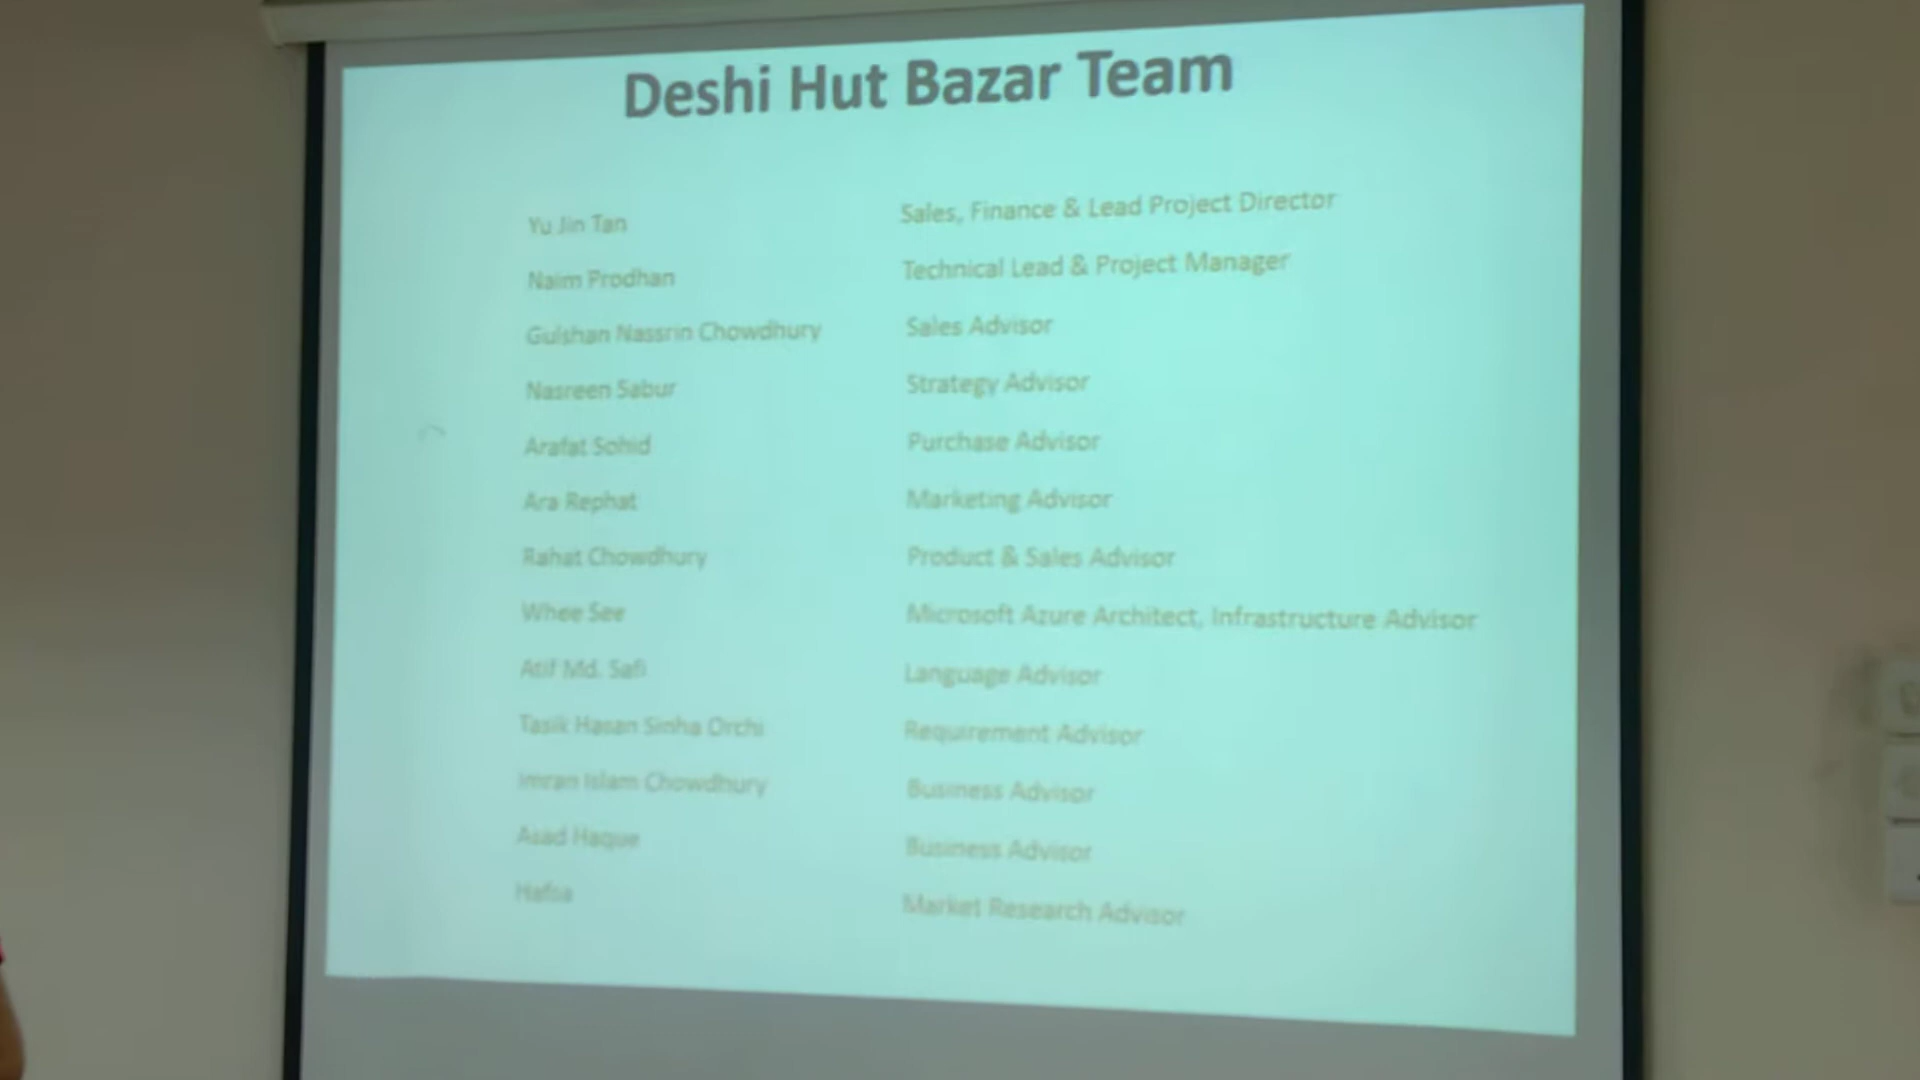 Deshi Hut Bazar Team
Yu Jin Tan Sales, Finance & Lead Project Director
Naim Prodhan Technical Lead & Project Manager
Gulshan Nassrin Chowdhury Sales Advisor
Nasreen Sabur Strategy Advisor
Arafat Sohid Purchase Advisor
Ara Rephat Marketing Advisor
Rahat Chowdhury Product & Sales Advisor
Whee See Microsoft Azure Architect, Infrastructure Advisor
Atif Md. Safi Language Advisor
Tasik Hasan Sinha Orchi Requirement Advisor
Imran Islam Chowdhury Business Advisor
Asad Haque Business Advisor
Market Research Advisor